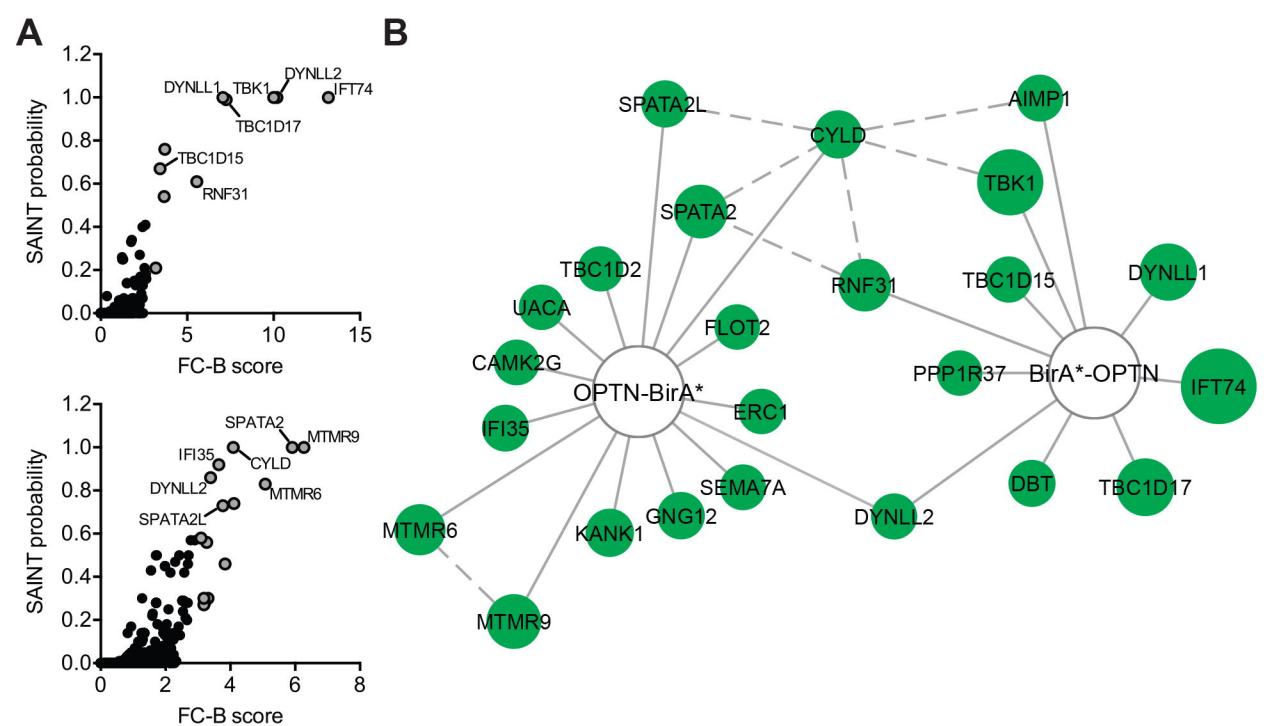 A
B
1.2
1.0
0.8
0.6
0.4
0.2
0.0
SAINT probability
DYNLL1
TBK1
DYNLL2
IFT74
TBC1D17
TBC1D15
RNF31
0
5
10
15
FC-B score
1.2
1.0
0.8
0.6
0.4
0.2
0.0
SAINT probability
SPATA2
MTMR9
IFI35
CYLD
DYNLL2
MTMR6
SPATA2L
0
2
4
6
8
FC-B score
SPATA2L
AIMP1
CYLD
TBK1
SPATA2
TBC1D2
RNF31
TBC1D15
DYNLL1
UACA
FLOT2
CAMK2G
PPP1R37
BirA*-OPTN
IFT74
OPTN-BirA*
ERC1
IFI35
SEMA7A
DBT
TBC1D17
GNG12
DYNLL2
MTMR6
KANK1
MTMR9